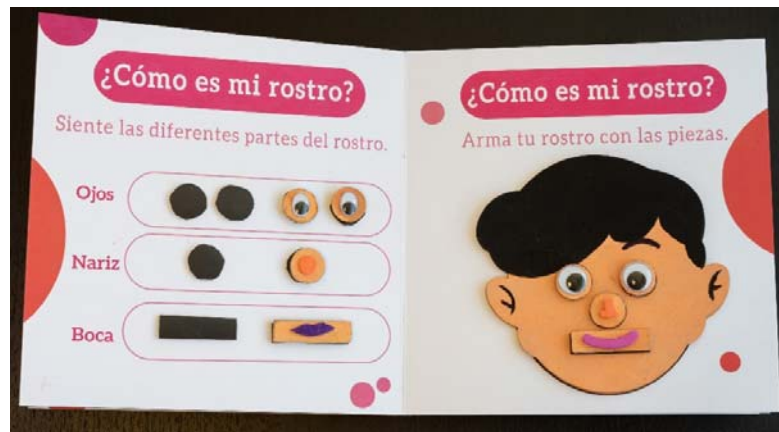 ¿Cómo es mi rostro?
Siente las diferentes partes del rostro.
Ojos
Nariz
Boca
¿Cómo es mi rostro?
Arma tu rostro con las piezas.